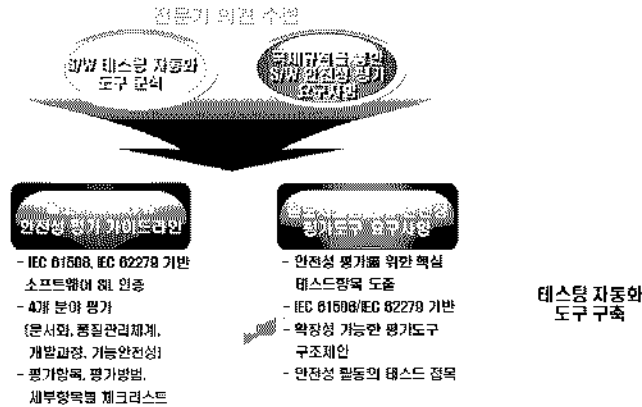 전문가 의견 수렴
S/W 테스팅 자동화
도구 분석
국제규격을 통한
S/W 안전성 평가
요구사항
안전성 평가 가이드라인
평가도구 요구사항
- IEC 61508, IEC 62279 기반
소프트웨어 SIL 인증
- 4개 분야 평가
(문서화, 품질관리체계,
개발과정, 기능안전성)
- 평가항목, 평가방법,
세부항목별 체크리스트
- 안전성 평가를 위한 핵심
테스트항목 도출
- IEC 61508/IEC 62279 기반
- 확장성 가능한 평가도구
구조제안
- 안전성 활동의 테스트 접목
테스팅 자동화
도구 구축